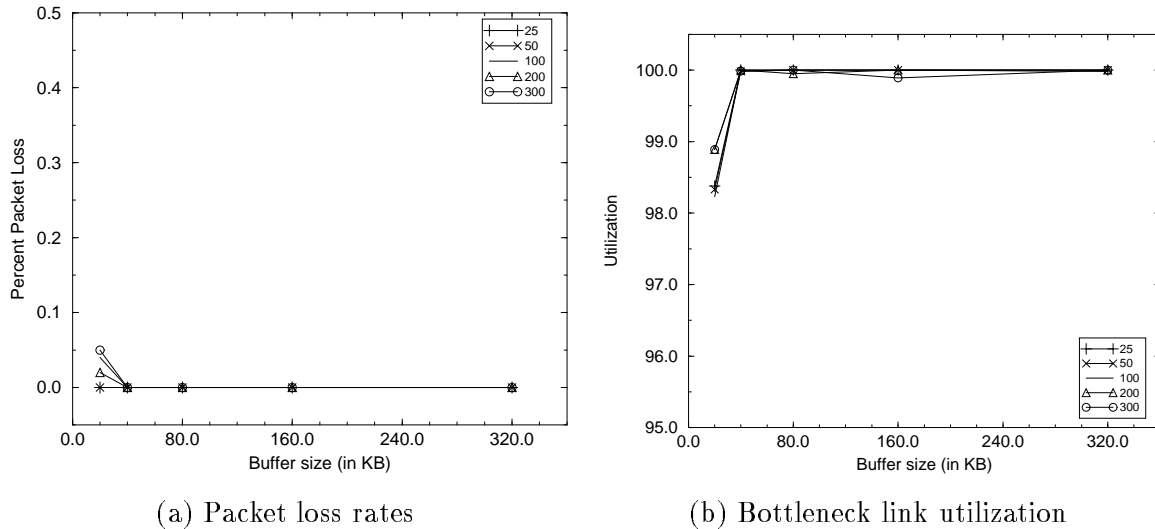 0.5
0.4
0.3
0.2
0.1
0.0
Percent Packet Loss
25
50
100
200
300
0.0 80.0 160.0 240.0 320.0
Buffer size (in KB)
(a) Packet loss rates
100.0
99.0
98.0
97.0
96.0
95.0
Utilization
25
50
100
200
300
0.0 80.0 160.0 240.0 320.0
Buffer size (in KB)
(b) Bottleneck link utilization